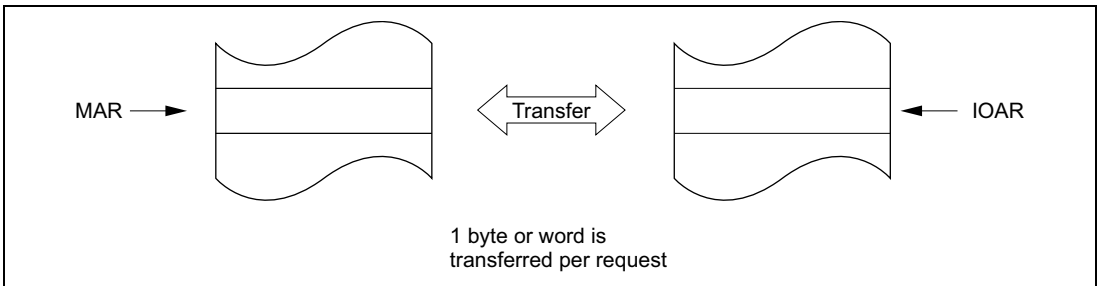 MAR
Transfer
IOAR
1 byte or word is
transferred per request